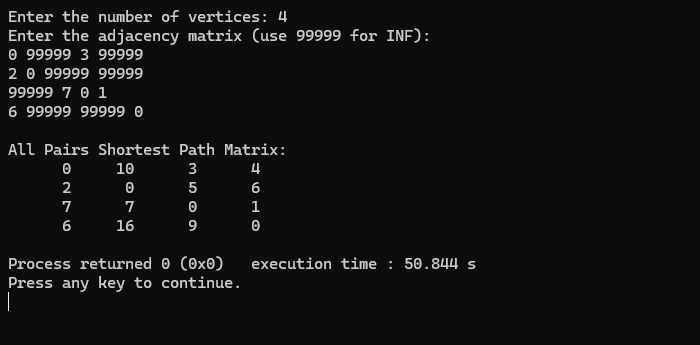 Enter the number of vertices: 4
Enter the adjacency matrix (use 99999 for INF):
0 99999 3 99999
2 0 99999 99999
99999 7 0 1
6 99999 99999 0
All Pairs Shortest Path Matrix:
      0     10      3      4
      2      0      5      6
      7      7      0      1
      6     16      9      0
Process returned 0 (0x0)   execution time : 50.844 s
Press any key to continue.